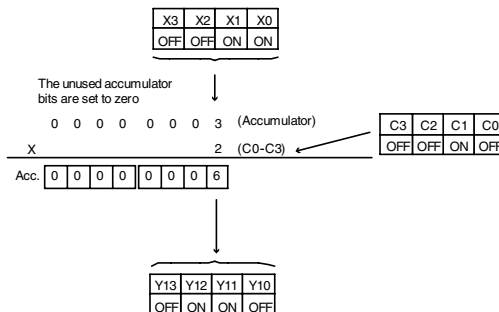 X3 X2 X1 X0
OFF OFF ON ON
The unused accumulator
bits are set to zero
0 0 0 0 0 0 0 3 (Accumulator)
X 2 (C0-C3)
C3 C2 C1 C0
OFF OFF ON OFF
Acc. 0 0 0 0 0 0 0 6
Y13 Y12 Y11 Y10
OFF ON ON OFF